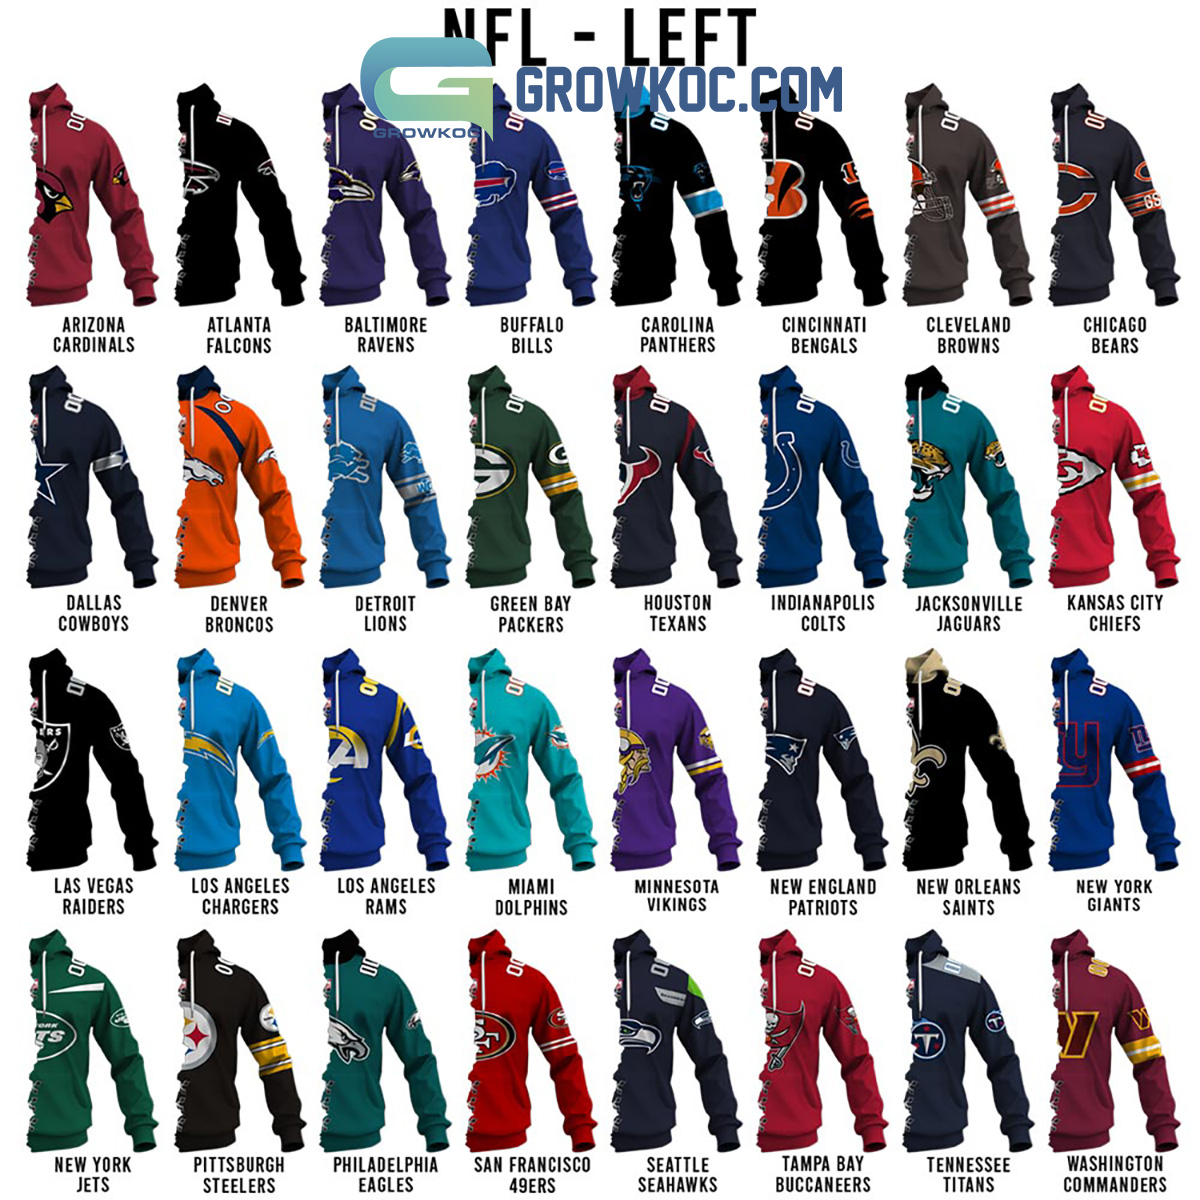 NFL - LEFT
GROWKOC.COM
GROWKOC
ARIZONA
CARDINALS
ATLANTA
FALCONS
BALTIMORE
RAVENS
BUFFALO
BILLS
CAROLINA
PANTHERS
CINCINNATI
BENGALS
CLEVELAND
BROWNS
CHICAGO
BEARS
DALLAS
COWBOYS
DENVER
BRONCOS
DETROIT
LIONS
GREEN BAY
PACKERS
HOUSTON
TEXANS
INDIANAPOLIS
COLTS
JACKSONVILLE
JAGUARS
KANSAS CITY
CHIEFS
LAS VEGAS
RAIDERS
LOS ANGELES
CHARGERS
LOS ANGELES
RAMS
MIAMI
DOLPHINS
MINNESOTA
VIKINGS
NEW ENGLAND
PATRIOTS
NEW ORLEANS
SAINTS
NEW YORK
GIANTS
NEW YORK
JETS
PITTSBURGH
STEELERS
PHILADELPHIA
EAGLES
SAN FRANCISCO
49ERS
SEATTLE
SEAHAWKS
TAMPA BAY
BUCCANEERS
TENNESSEE
TITANS
WASHINGTON
COMMANDERS